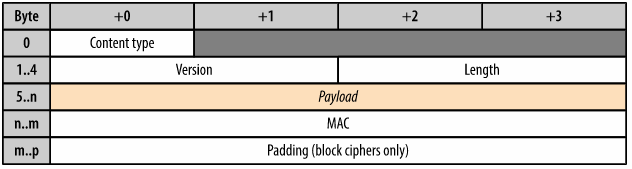 Byte +0 +1 +2 +3
0 Content type
1..4 Version Length
5..n Payload
n..m MAC
m..p Padding (block ciphers only)